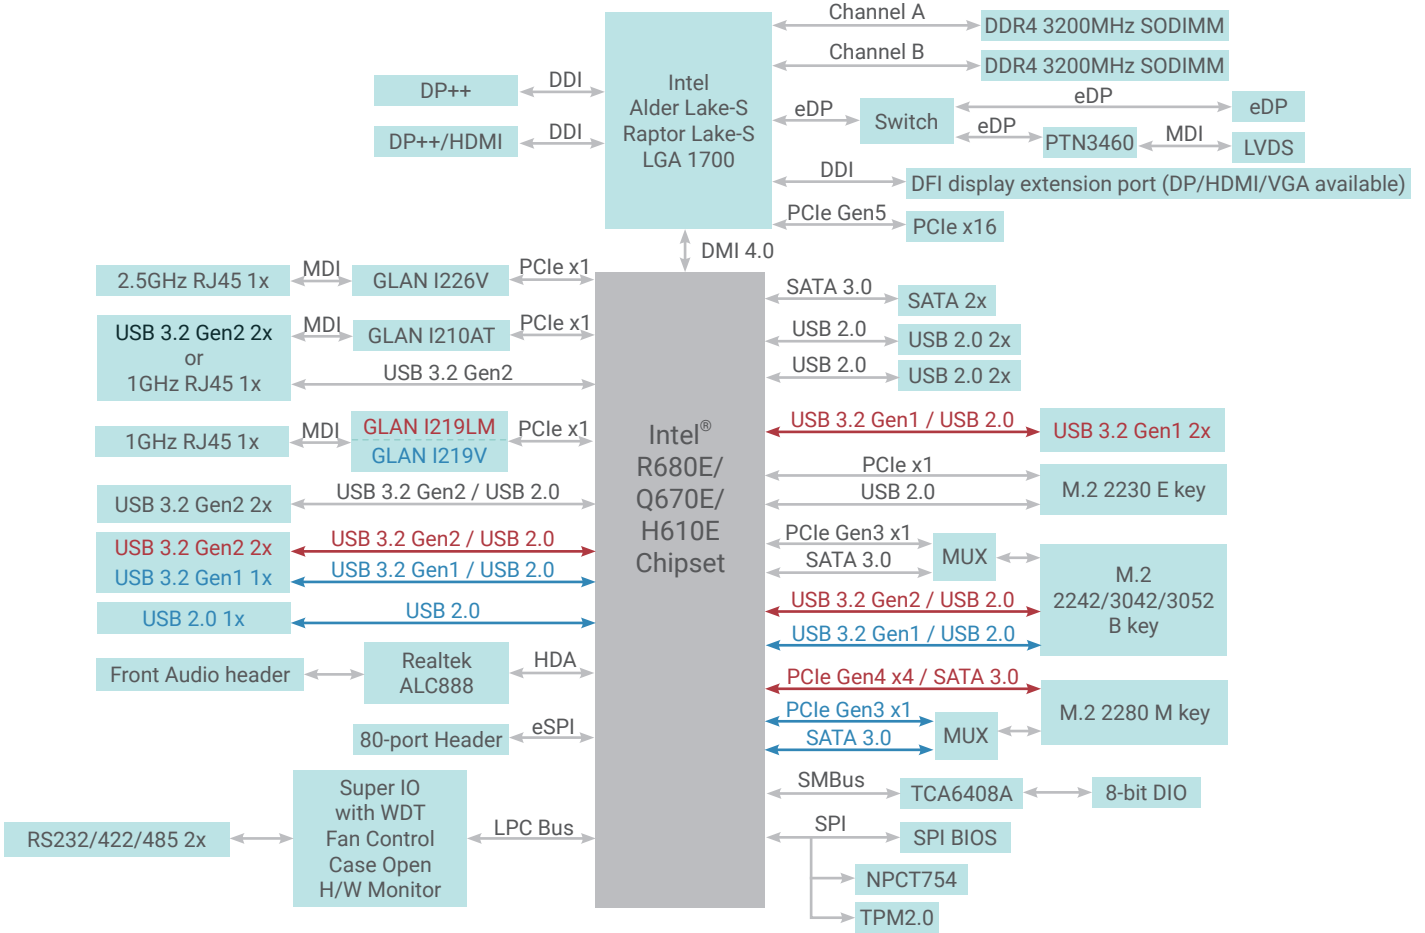 Channel A
DDR4 3200MHz SODIMM
Channel B
DDR4 3200MHz SODIMM
Intel
Alder Lake-S
Raptor Lake-S
LGA 1700
DP++
DDI
DP++/HDMI
DDI
eDP
Switch
eDP
eDP
eDP
PTN3460
MDI
LVDS
DDI
DFI display extension port (DP/HDMI/VGA available)
PCIe Gen5
PCIe x16
DMI 4.0
2.5GHz RJ45 1x
MDI
GLAN I226V
PCIe x1
USB 3.2 Gen2 2x
or
1GHz RJ45 1x
MDI
GLAN I210AT
PCIe x1
USB 3.2 Gen2
1GHz RJ45 1x
MDI
GLAN I219LM
GLAN I219V
PCIe x1
USB 3.2 Gen2 2x
USB 3.2 Gen2 / USB 2.0
USB 3.2 Gen2 2x
USB 3.2 Gen2 / USB 2.0
USB 3.2 Gen1 1x
USB 3.2 Gen1 / USB 2.0
USB 2.0 1x
USB 2.0
Front Audio header
Realtek
ALC888
HDA
80-port Header
eSPI
RS232/422/485 2x
Super IO
with WDT
Fan Control
Case Open
H/W Monitor
LPC Bus
Intel®
R680E/
Q670E/
H610E
Chipset
SATA 3.0
SATA 2x
USB 2.0
USB 2.0 2x
USB 2.0
USB 2.0 2x
USB 3.2 Gen1 / USB 2.0
USB 3.2 Gen1 2x
PCIe x1
USB 2.0
M.2 2230 E key
PCIe Gen3 x1
SATA 3.0
MUX
USB 3.2 Gen2 / USB 2.0
USB 3.2 Gen1 / USB 2.0
M.2
2242/3042/3052
B key
PCIe Gen4 x4 / SATA 3.0
PCIe Gen3 x1
SATA 3.0
MUX
M.2 2280 M key
SMBus
TCA6408A
8-bit DIO
SPI
SPI BIOS
NPCT754
TPM2.0